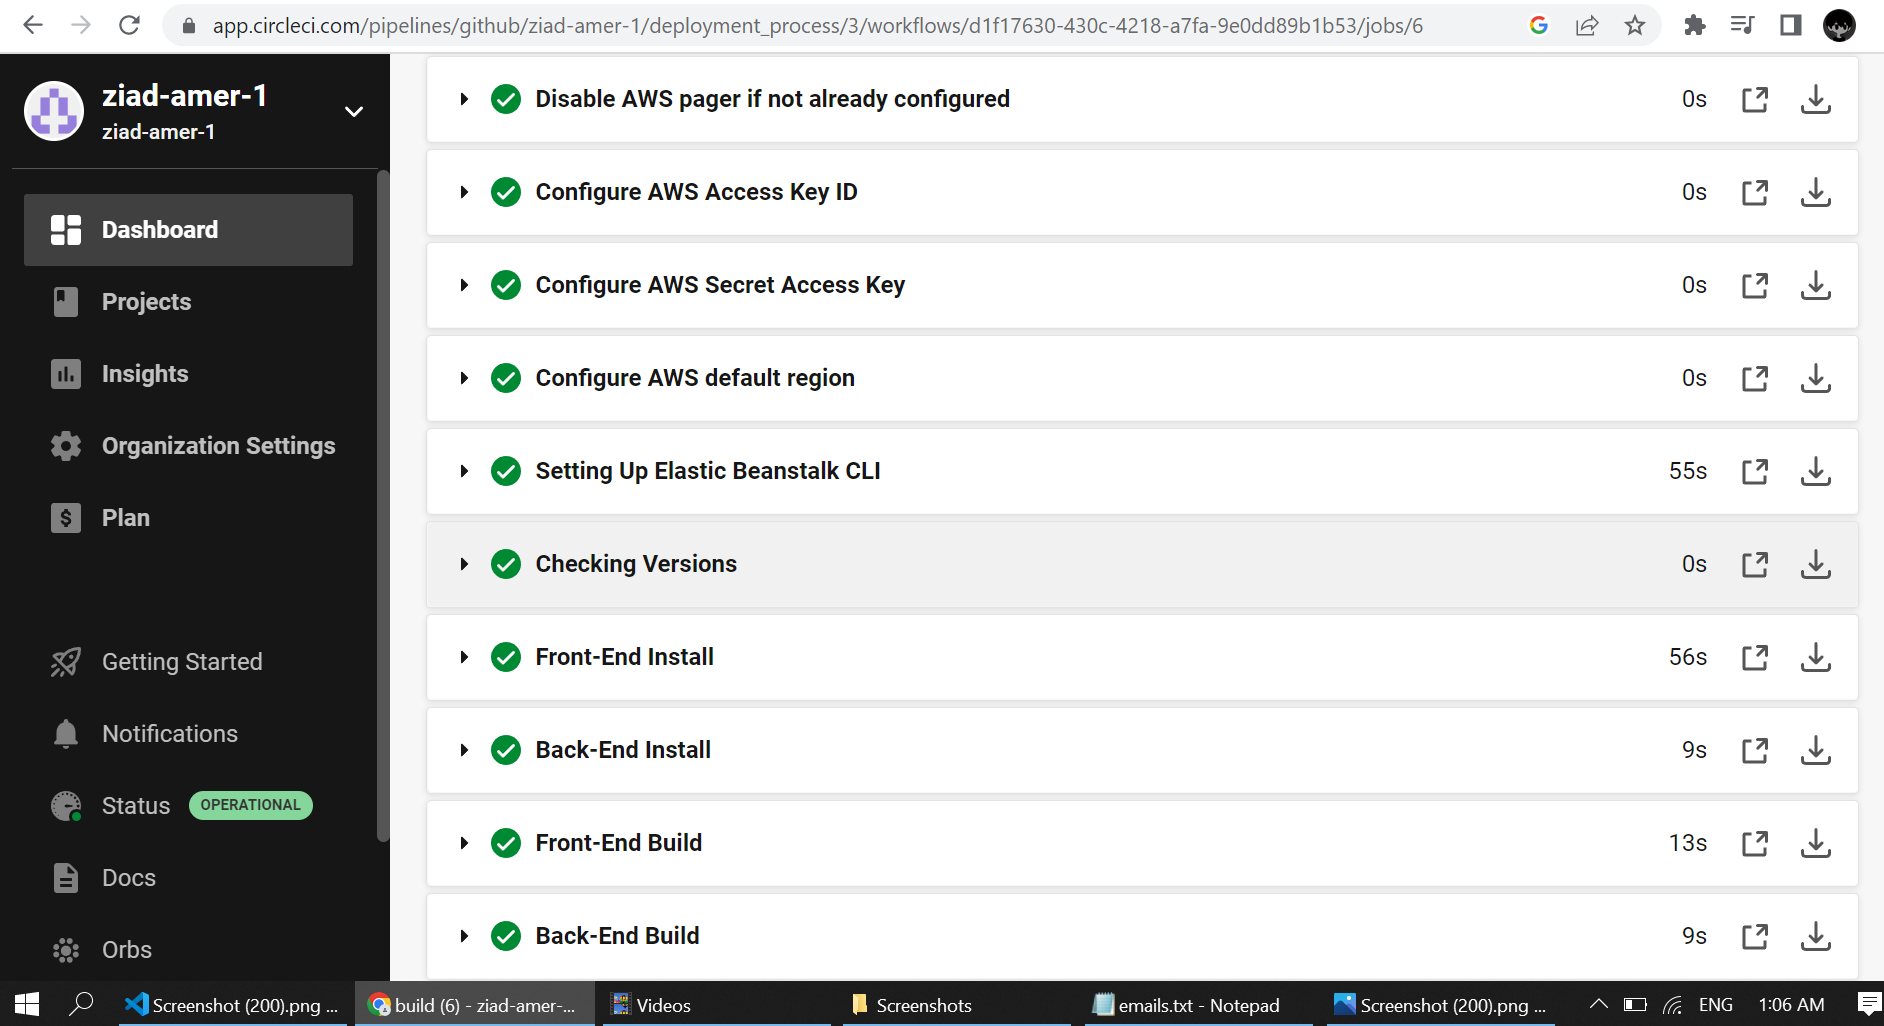 app.circleci.com/pipelines/github/ziad-amer-1/deployment_process/3/workflows/d1f17630-430c-4218-a7fa-9e0dd89b1b53/jobs/6
ziad-amer-1
ziad-amer-1
Dashboard
Projects
Insights
Organization Settings
Plan
Getting Started
Notifications
Status OPERATIONAL
Docs
Orbs
Disable AWS pager if not already configured 0s
Configure AWS Access Key ID 0s
Configure AWS Secret Access Key 0s
Configure AWS default region 0s
Setting Up Elastic Beanstalk CLI 55s
Checking Versions 0s
Front-End Install 56s
Back-End Install 9s
Front-End Build 13s
Back-End Build 9s
Screenshot (200).png ... build (6) - ziad-amer-... Videos Screenshots emails.txt - Notepad Screenshot (200).png ... ENG 1:06 AM